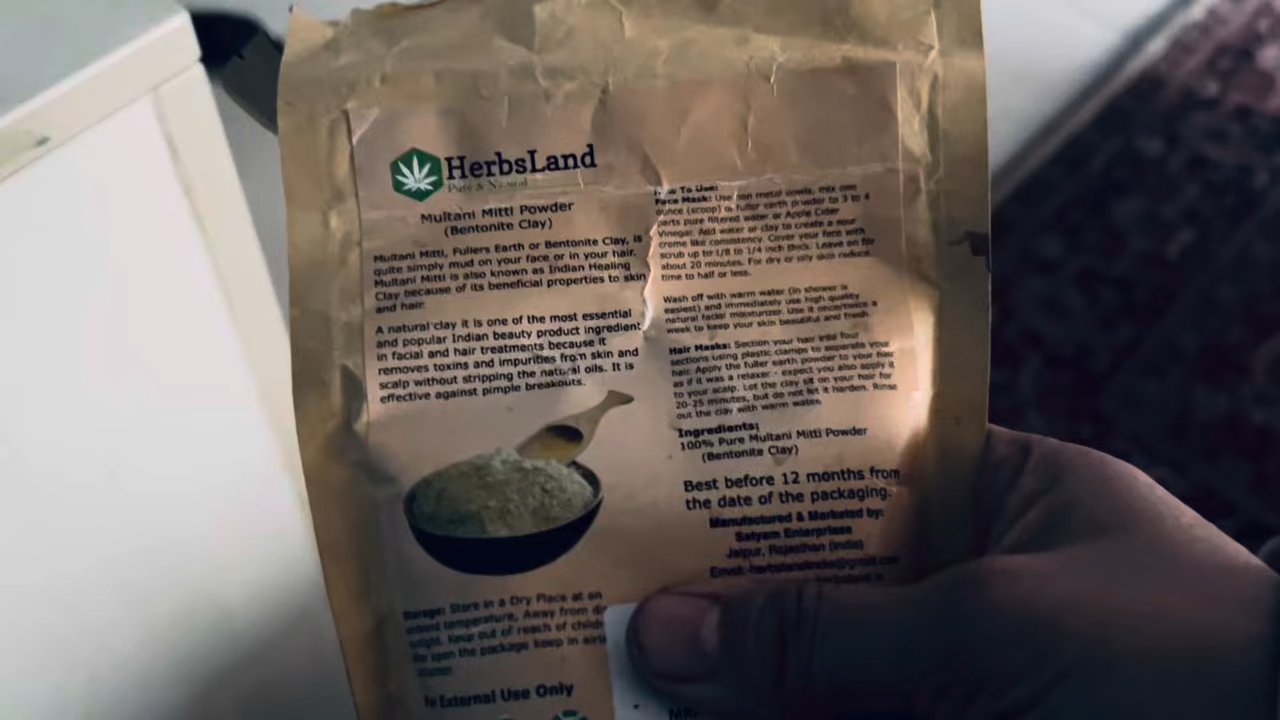 HerbsLand
Pure & Natural
Multani Mitti Powder
(Bentonite Clay)
Multani Mitti, Fullers Earth or Bentonite Clay, is
quite simply mud on your face or in your hair.
Multani Mitti is also known as Indian Healing
Clay because of its beneficial properties to skin
and hair.
A natural clay it is one of the most essential
and popular Indian beauty product ingredient
in facial and hair treatments because it
removes toxins and impurities from skin and
scalp without stripping the natural oils. It is
effective against pimple breakouts.
Storage: Store in a Dry Place at
temperature, Away from
Keep out of reach of
the package keep in
External Use Only
How To Use:
Face Mask: Use non metal bowls, mix one
ounce (scoop) of fuller earth powder to 3 to 4
parts pure filtered water or Apple Cider
Vinegar. Add water or clay to create a sour
creme like consistency. Cover your face with
scrub up to 1/8 to 1/4 inch thick. Leave on for
about 20 minutes. For dry or oily skin reduce
time to half or less.
Wash off with warm water (in shower is
easiest) and immediately use high quality
natural facial moisturizer. Use it once/twice a
week to keep your skin beautiful and fresh.
Hair Masks: Section your hair into four
sections using plastic clamps to separate your
hair. Apply the fuller earth powder to your hair
as if it was a relaxer - expect you also apply it
to your scalp. Let the clay sit on your hair for
20-25 minutes, but do not let it harden. Rinse
out the clay with warm water.
Ingredients:
100% Pure Multani Mitti Powder
(Bentonite Clay)
Best before 12 months from
the date of the packaging.
Manufactured & Marketed by:
Satyam Enterprises
Jaipur, Rajasthan (India)
Email:-herbslandindia@gmail.com